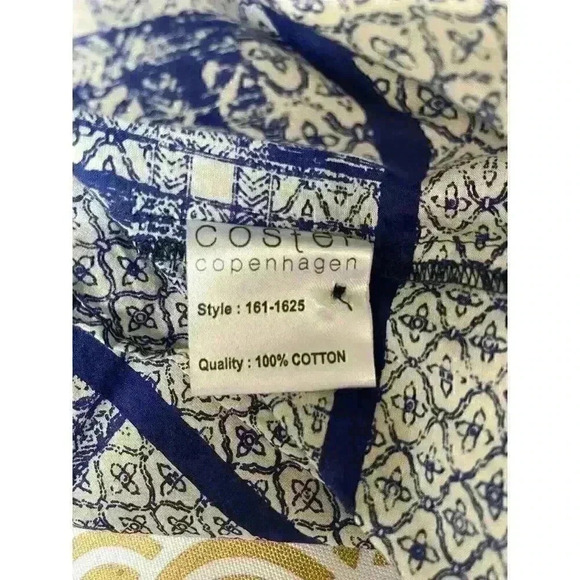 coster
copenhagen
Style : 161-1625
Quality : 100% COTTON